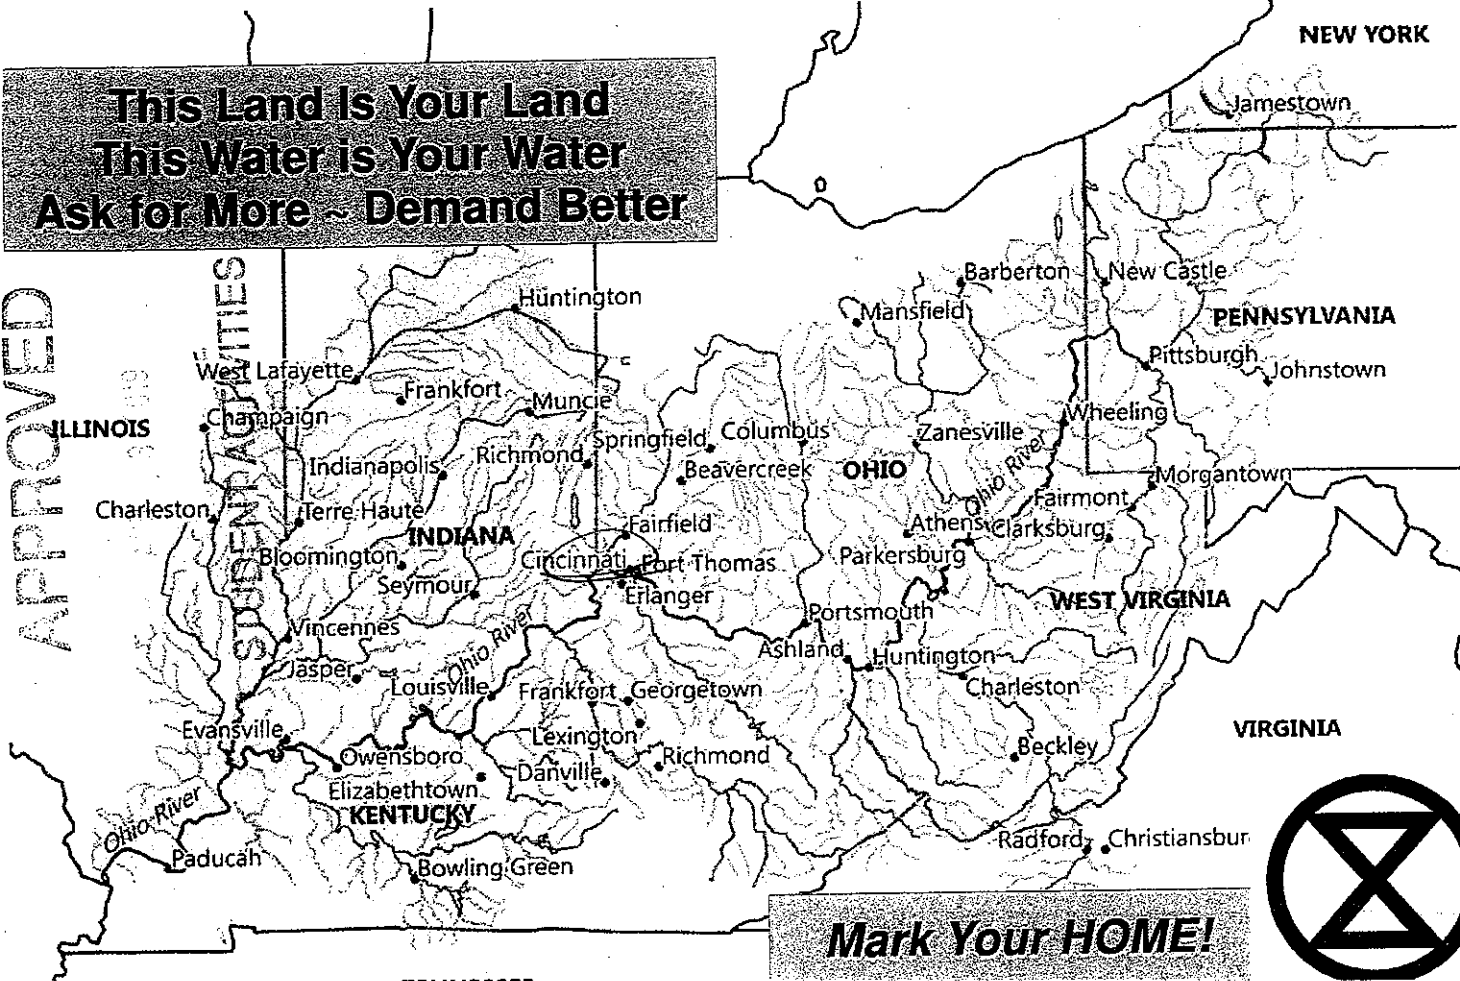 NEW YORK
This Land Is Your Land
This Water is Your Water
Ask for More ~ Demand Better
Jamestown
Barberton
New Castle
Huntington
Mansfield
PENNSYLVANIA
Pittsburgh
Johnstown
West Lafayette
Frankfort
Muncie
Wheeling
Champaign
ILLINOIS
Springfield
Columbus
Zanesville
Richmond
Indianapolis
Beavercreek
OHIO
Ohio River
Morgantown
Fairmont
Charleston
Terre Haute
INDIANA
Fairfield
Athens
Clarksburg
Bloomington
Cincinnati
Fort Thomas
Parkersburg
Seymour
Erlanger
WEST VIRGINIA
Portsmouth
Vincennes
Ohio River
Ashland
Huntington
Jasper
Louisville
Frankfort
Georgetown
Charleston
Evansville
Lexington
VIRGINIA
Owensboro
Danville
Richmond
Beckley
Elizabethtown
KENTUCKY
Ohio River
Paducah
Bowling Green
Radford
Christiansbur
Mark Your HOME!
APPROVED
STUDENT ACTIVITIES